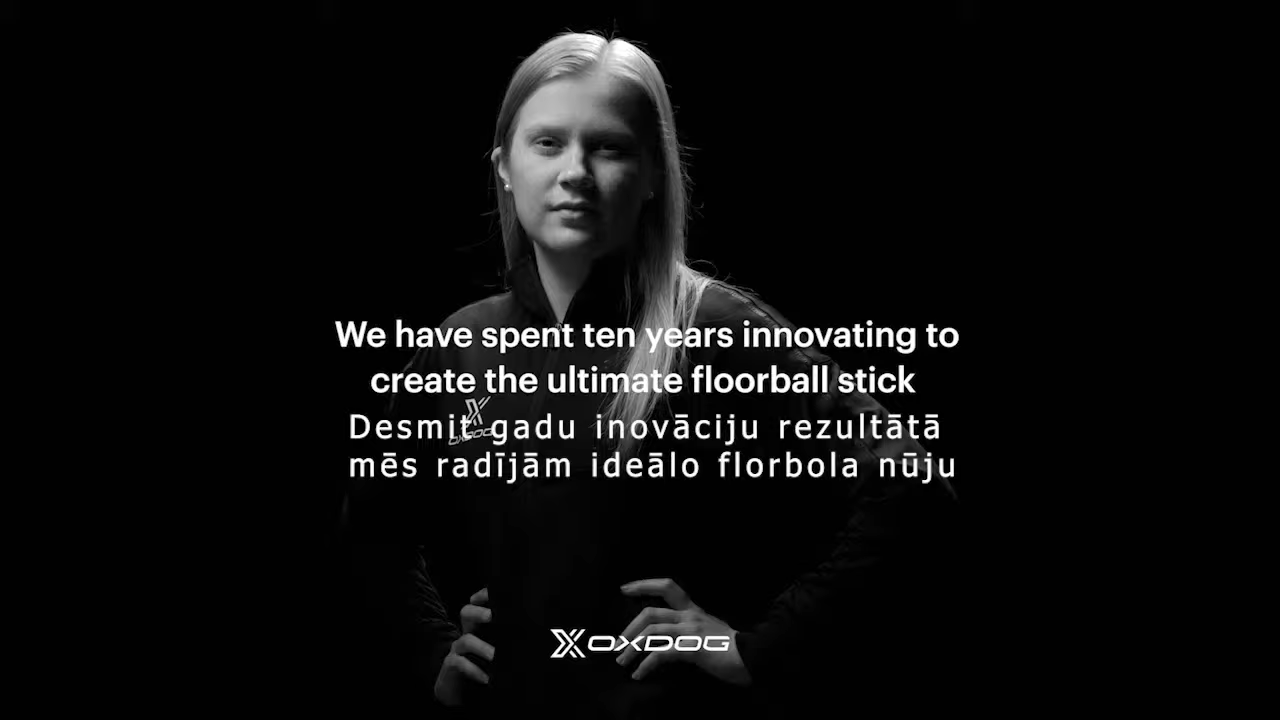 We have spent ten years innovating to
create the ultimate floorball stick
OXDOG
Desmit gadu inovāciju rezultātā
mēs radījām ideālo florbola nūju
OXDOG